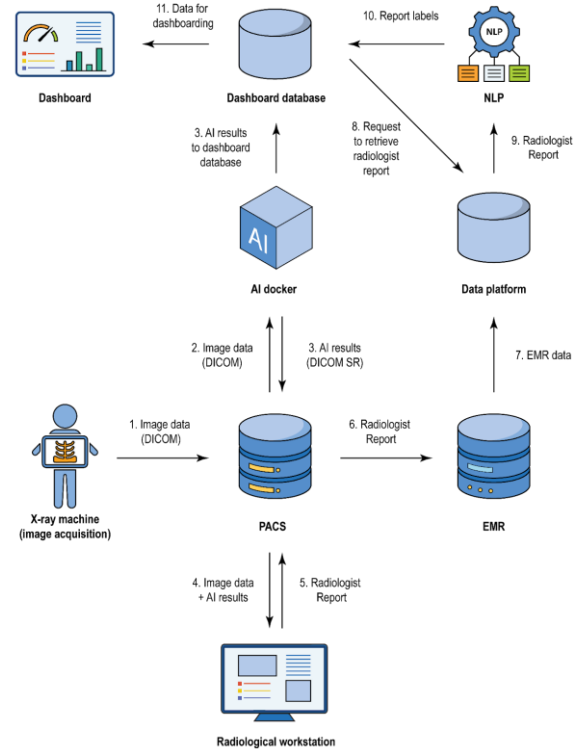 11. Data for
dashboarding
10. Report labels
NLP
Dashboard
Dashboard database
NLP
3. AI results
to dashboard
database
8. Request
to retrieve
radiologist
report
9. Radiologist
Report
AI
AI docker
Data platform
2. Image data
(DICOM)
3. AI results
(DICOM SR)
7. EMR data
1. Image data
(DICOM)
6. Radiologist
Report
X-ray machine
(image acquisition)
PACS
EMR
4. Image data
+ AI results
5. Radiologist
Report
Radiological workstation